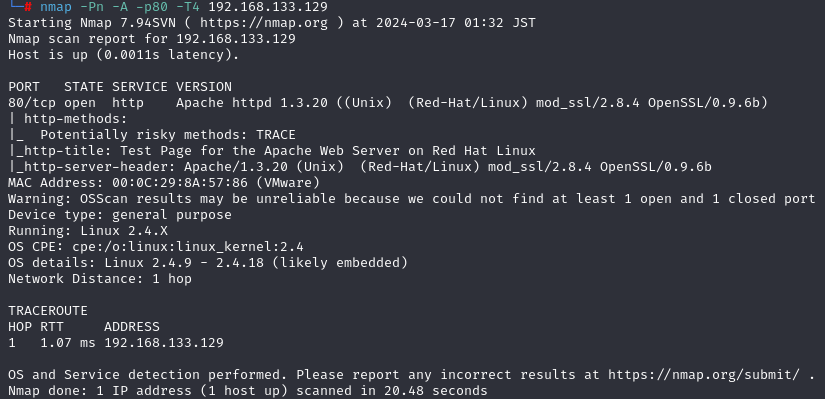 └─# nmap -Pn -A -p80 -T4 192.168.133.129
Starting Nmap 7.94SVN ( https://nmap.org ) at 2024-03-17 01:32 JST
Nmap scan report for 192.168.133.129
Host is up (0.0011s latency).

PORT   STATE SERVICE VERSION
80/tcp open  http    Apache httpd 1.3.20 ((Unix)  (Red-Hat/Linux) mod_ssl/2.8.4 OpenSSL/0.9.6b)
| http-methods:
|_  Potentially risky methods: TRACE
|_http-title: Test Page for the Apache Web Server on Red Hat Linux
|_http-server-header: Apache/1.3.20 (Unix)  (Red-Hat/Linux) mod_ssl/2.8.4 OpenSSL/0.9.6b
MAC Address: 00:0C:29:8A:57:86 (VMware)
Warning: OSScan results may be unreliable because we could not find at least 1 open and 1 closed port
Device type: general purpose
Running: Linux 2.4.X
OS CPE: cpe:/o:linux:linux_kernel:2.4
OS details: Linux 2.4.9 - 2.4.18 (likely embedded)
Network Distance: 1 hop

TRACEROUTE
HOP RTT     ADDRESS
1   1.07 ms 192.168.133.129

OS and Service detection performed. Please report any incorrect results at https://nmap.org/submit/ .
Nmap done: 1 IP address (1 host up) scanned in 20.48 seconds